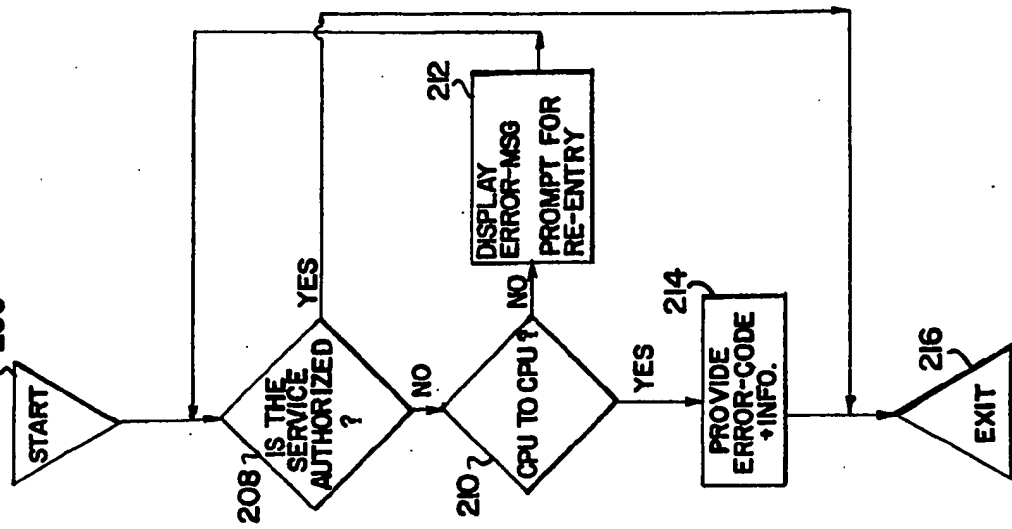 START
208
IS THE
SERVICE
AUTHORIZED
?
YES
NO
210
CPU TO CPU ?
NO
212
DISPLAY
ERROR-MSG
PROMPT FOR
RE-ENTRY
YES
214
PROVIDE
ERROR-CODE
+INFO.
216
EXIT